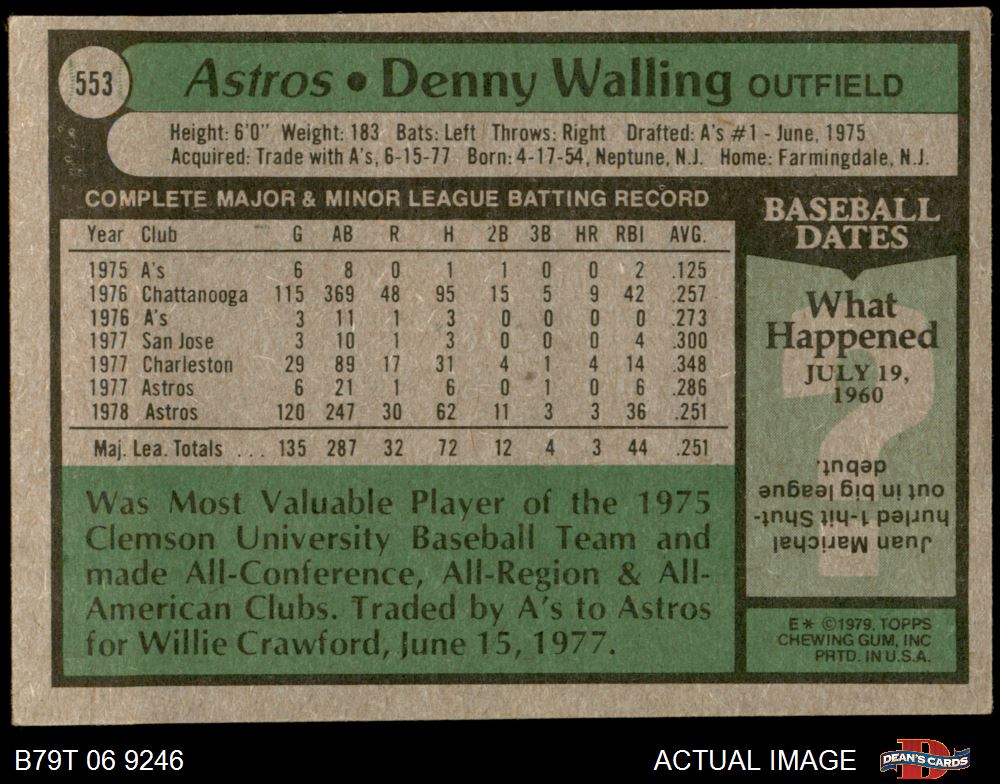 553
Astros • Denny Walling OUTFIELD
Height: 6'0" Weight: 183 Bats: Left Throws: Right Drafted: A's #1 - June, 1975
Acquired: Trade with A's, 6-15-77 Born: 4-17-54, Neptune, N.J. Home: Farmingdale, N.J.
COMPLETE MAJOR & MINOR LEAGUE BATTING RECORD
Year Club G AB R H 2B 3B HR RBI AVG.
1975 A's 6 8 0 1 1 0 0 2 .125
1976 Chattanooga 115 369 48 95 15 5 9 42 .257
1976 A's 3 11 1 3 0 0 0 0 .273
1977 San Jose 3 10 1 3 0 0 0 4 .300
1977 Charleston 29 89 17 31 4 1 4 14 .348
1977 Astros 6 21 1 6 0 1 0 6 .286
1978 Astros 120 247 30 62 11 3 3 36 .251
Maj. Lea. Totals ... 135 287 32 72 12 4 3 44 .251
Was Most Valuable Player of the 1975
Clemson University Baseball Team and
made All-Conference, All-Region & All-
American Clubs. Traded by A's to Astros
for Willie Crawford, June 15, 1977.
BASEBALL
DATES
What
Happened
JULY 19,
1960
?
Juan Marichal
hurled 1-hit Shut-
out in big league
debut.
E* ©1979, TOPPS
CHEWING GUM, INC
PRTD. IN U.S.A.
B79T 06 9246
ACTUAL IMAGE
DEAN'S CARDS